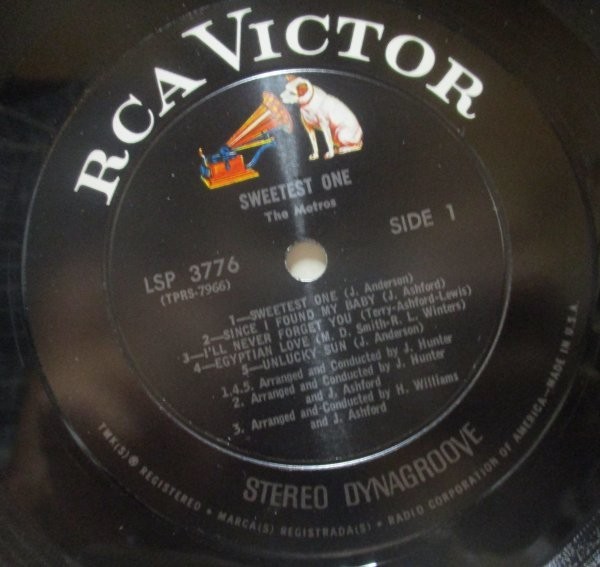 RCA VICTOR
SWEETEST ONE
The Metros
SIDE 1
LSP 3776
(TPRS-7966)
1—SWEETEST ONE (J. Anderson)
2—SINCE I FOUND MY BABY (J. Ashford)
3—I'LL NEVER FORGET YOU (Terry-Ashford-Lewis)
4—EGYPTIAN LOVE (M. D. Smith-R. L. Winters)
5—UNLUCKY SUN (J. Anderson)
1.4.5. Arranged and Conducted by J. Hunter
2. Arranged and Conducted by J. Hunter
and J. Ashford
3. Arranged and Conducted by H. Williams
and J. Ashford
STEREO DYNAGROOVE
TMK(S) ® REGISTERED • MARCA(S) REGISTRADA(S) • RADIO CORPORATION OF AMERICA—MADE IN U.S.A.